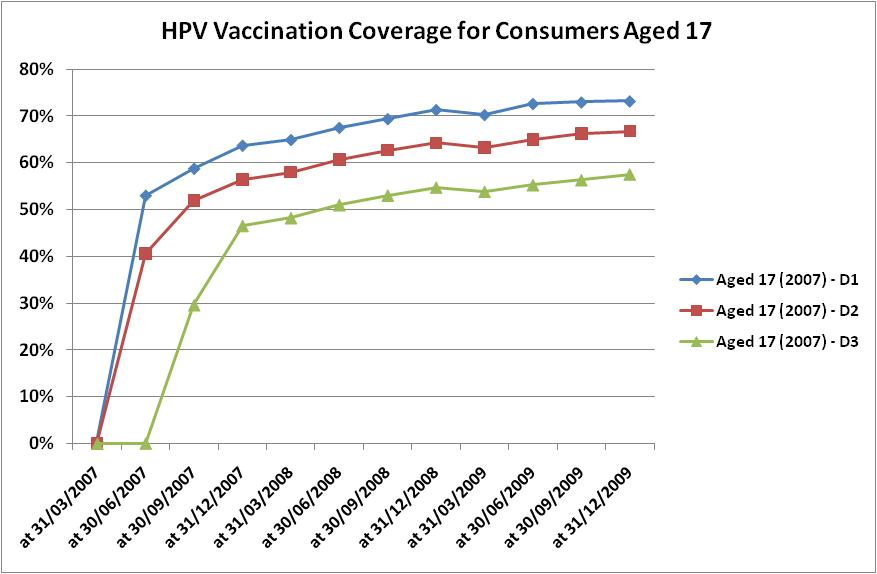 HPV Vaccination Coverage for Consumers Aged 17
80%
70%
60%
50%
40%
30%
20%
10%
0%
Aged 17 (2007) - D1
Aged 17 (2007) - D2
Aged 17 (2007) - D3
at 31/03/2007
at 30/06/2007
at 30/09/2007
at 31/12/2007
at 31/03/2008
at 30/06/2008
at 30/09/2008
at 31/12/2008
at 31/03/2009
at 30/06/2009
at 30/09/2009
at 31/12/2009